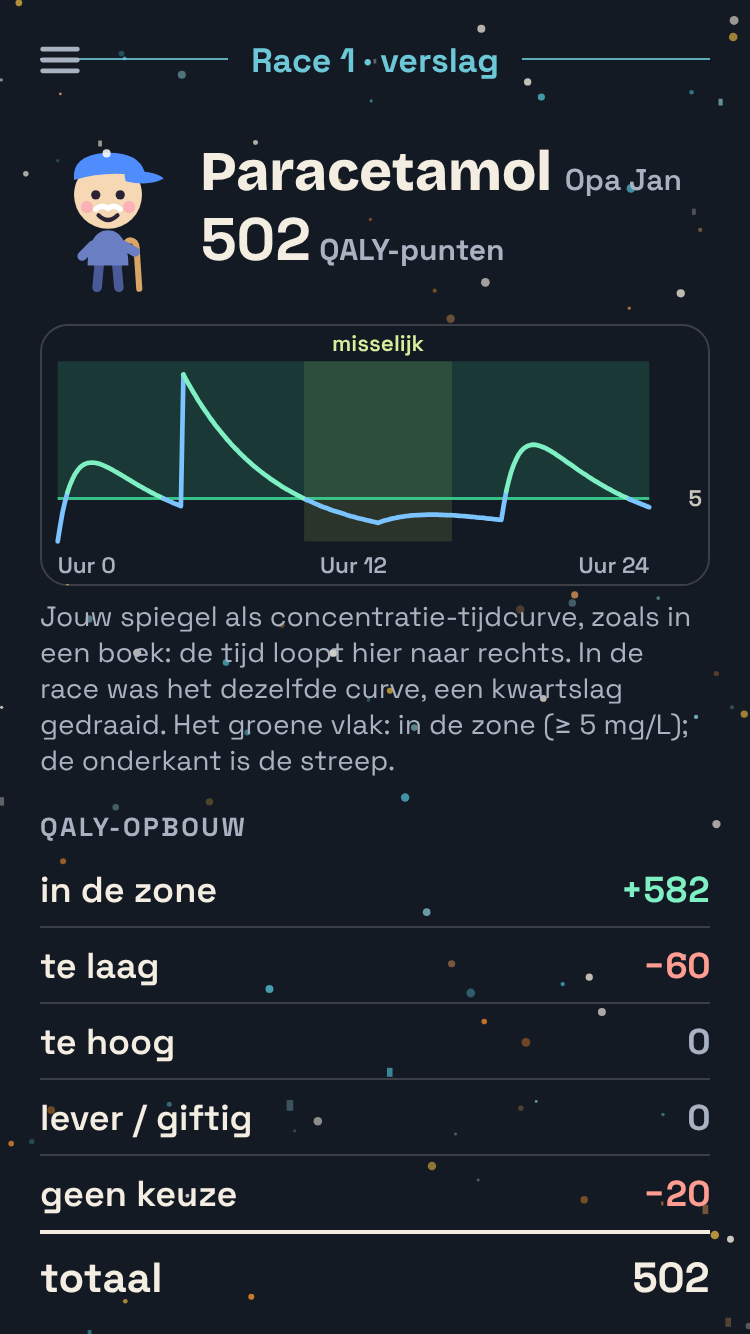 Race 1 · verslag
Paracetamol Opa Jan
502 QALY-punten
misselijk
5
Uur 0 Uur 12 Uur 24
Jouw spiegel als concentratie-tijdcurve, zoals in
een boek: de tijd loopt hier naar rechts. In de
race was het dezelfde curve, een kwartslag
gedraaid. Het groene vlak: in de zone (≥ 5 mg/L);
de onderkant is de streep.
QALY-OPBOUW
in de zone +582
te laag −60
te hoog 0
lever / giftig 0
geen keuze −20
totaal 502